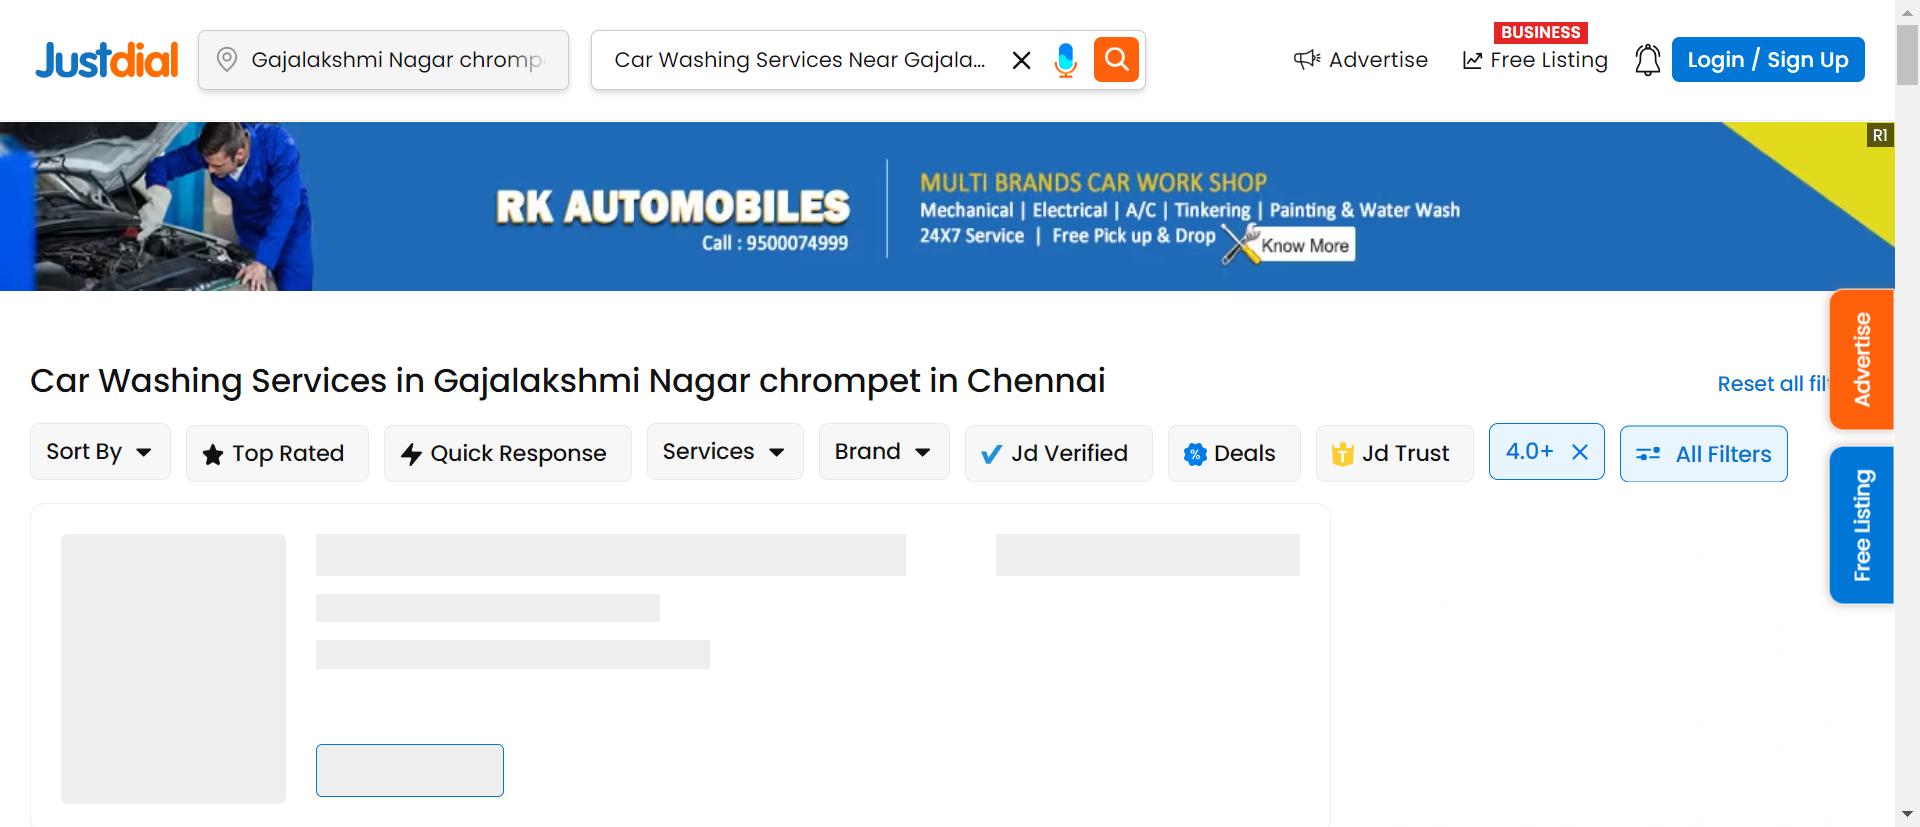 Justdial
Gajalakshmi Nagar chromp
Car Washing Services Near Gajala...
Advertise
BUSINESS
Free Listing
Login / Sign Up
R1
RK AUTOMOBILES
Call : 9500074999
MULTI BRANDS CAR WORK SHOP
Mechanical | Electrical | A/C | Tinkering | Painting & Water Wash
24X7 Service | Free Pick up & Drop
Know More
Advertise
Free Listing
Car Washing Services in Gajalakshmi Nagar chrompet in Chennai
Reset all fil
Sort By
Top Rated
Quick Response
Services
Brand
Jd Verified
% Deals
T Jd Trust
4.0+
All Filters